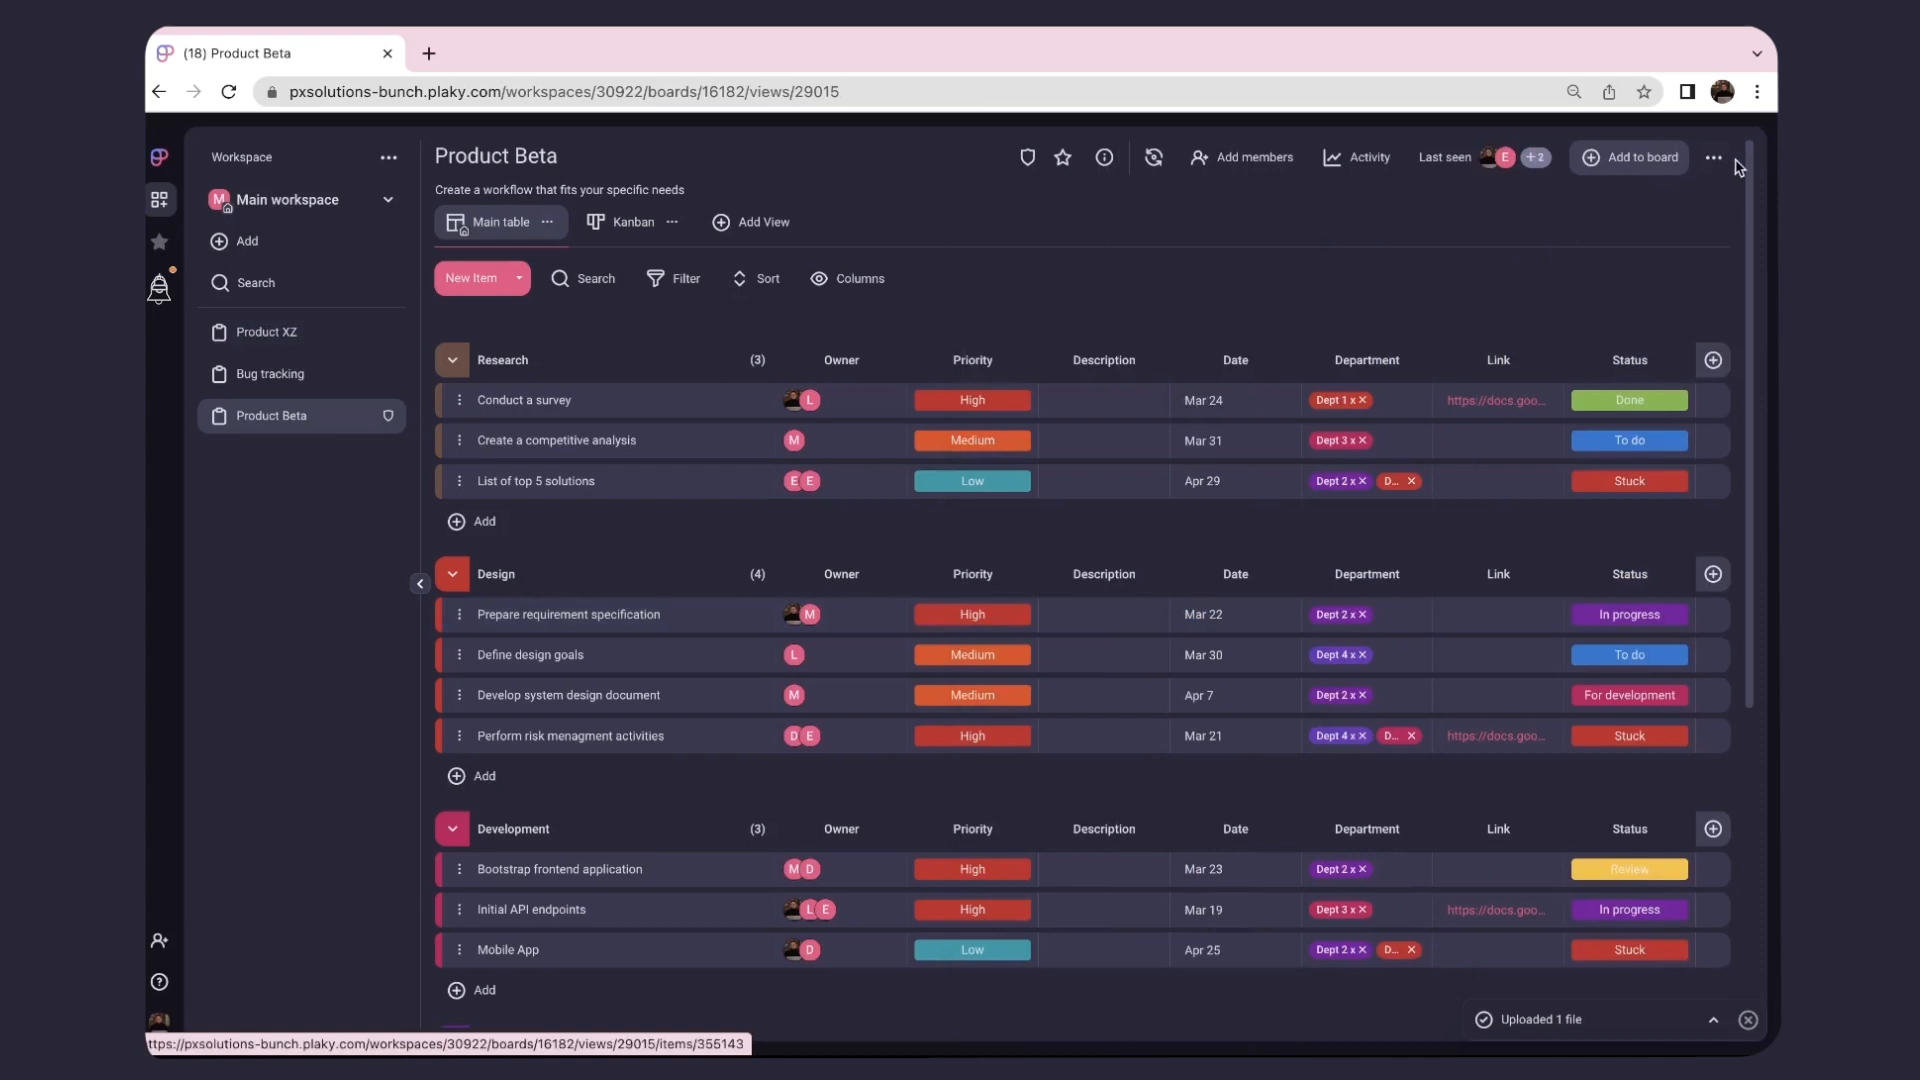 (18) Product Beta
pxsolutions-bunch.plaky.com/workspaces/30922/boards/16182/views/29015
Workspace
Product Beta
Add members
Activity
Last seen E +2
Add to board
Create a workflow that fits your specific needs
M Main workspace
Main table
Kanban
Add View
Add
Search
New Item
Search
Filter
Sort
Columns
Product XZ
Bug tracking
Product Beta
Research (3) Owner Priority Description Date Department Link Status
Conduct a survey L High Mar 24 Dept 1 x https://docs.goo... Done
Create a competitive analysis M Medium Mar 31 Dept 3 x To do
List of top 5 solutions E E Low Apr 29 Dept 2 x D... Stuck
Add
Design (4) Owner Priority Description Date Department Link Status
Prepare requirement specification M High Mar 22 Dept 2 x In progress
Define design goals L Medium Mar 30 Dept 4 x To do
Develop system design document M Medium Apr 7 Dept 2 x For development
Perform risk menagment activities D E High Mar 21 Dept 4 x D... https://docs.goo... Stuck
Add
Development (3) Owner Priority Description Date Department Link Status
Bootstrap frontend application M D High Mar 23 Dept 2 x Review
Initial API endpoints L E High Mar 19 Dept 3 x https://docs.goo... In progress
Mobile App D Low Apr 25 Dept 2 x D... Stuck
Add
Uploaded 1 file
ttps://pxsolutions-bunch.plaky.com/workspaces/30922/boards/16182/views/29015/items/355143